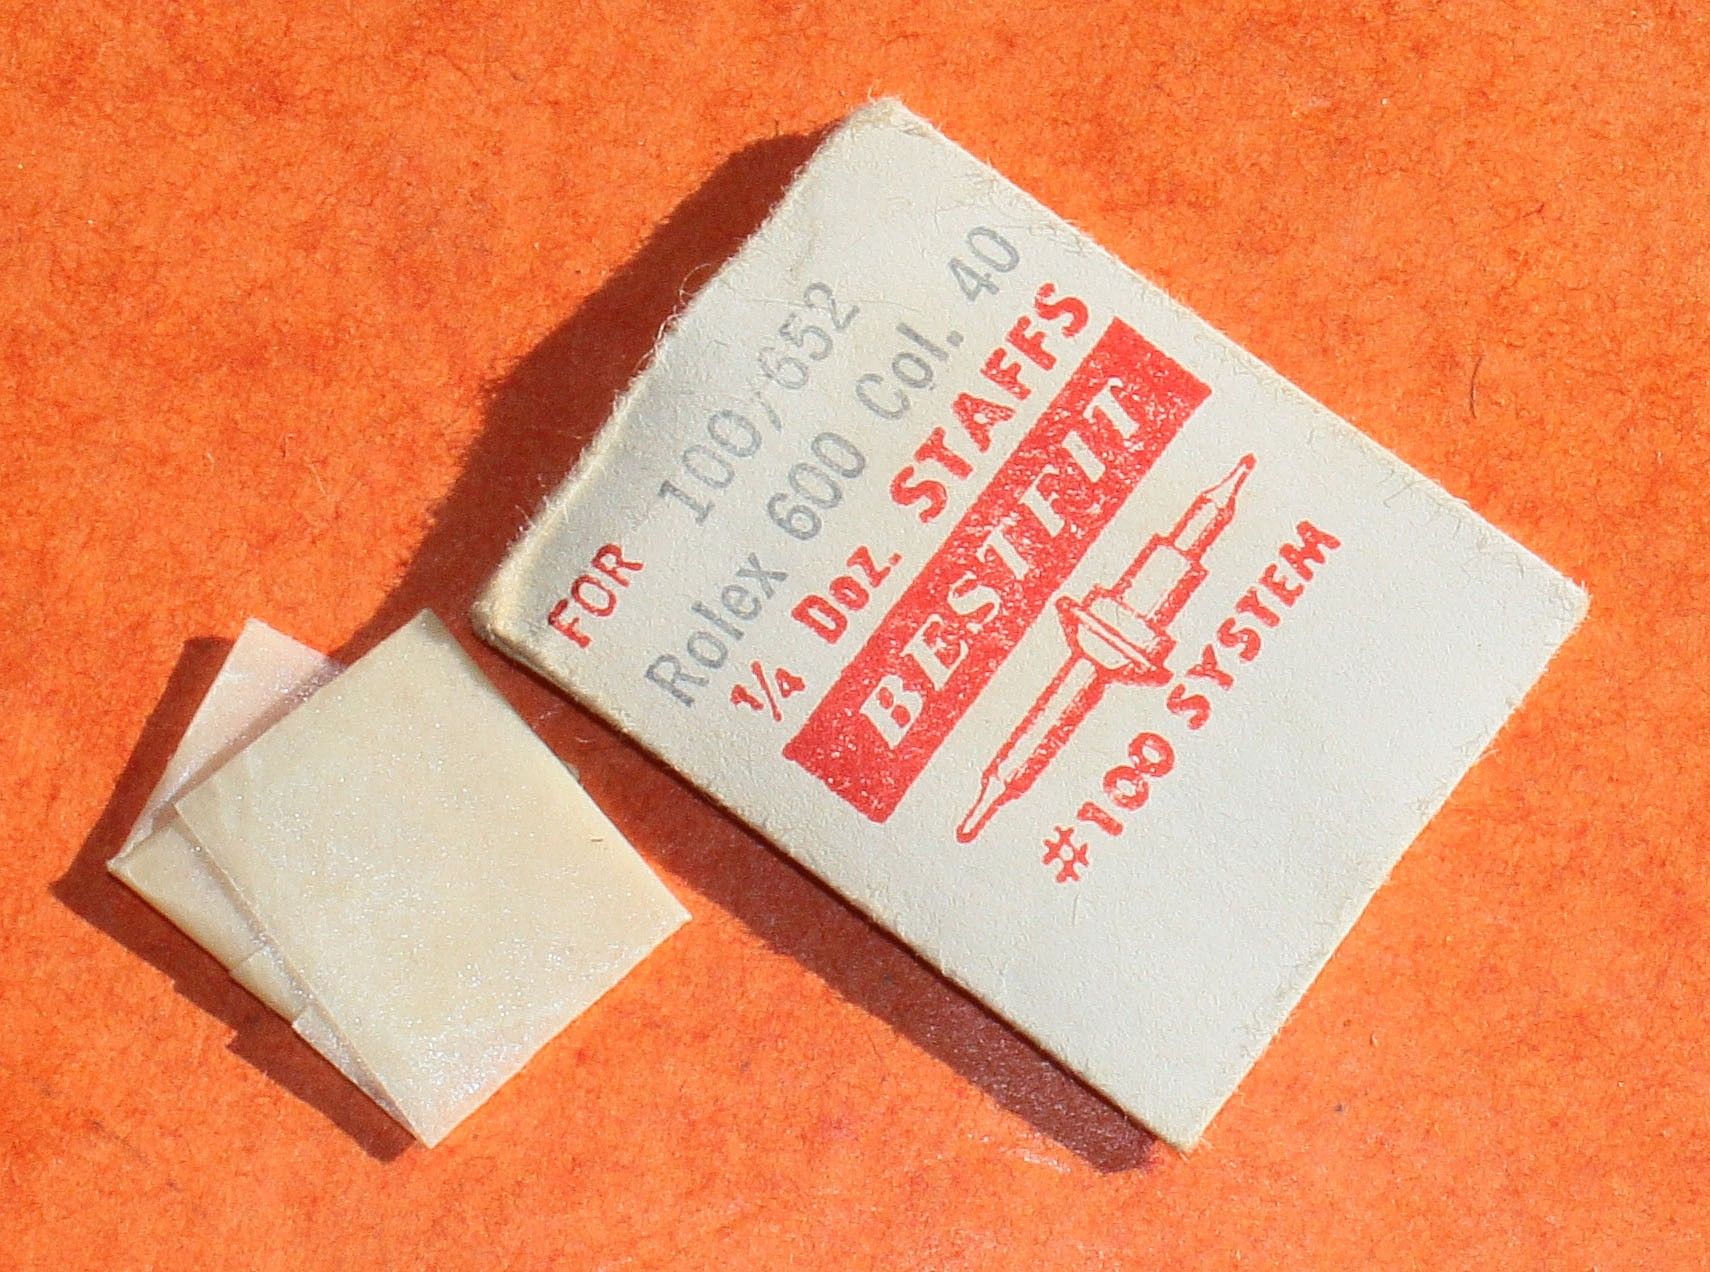 100/652
FOR
Rolex 600 Col. 40
1/4 Doz. STAFFS
BESTFIT
#100 SYSTEM